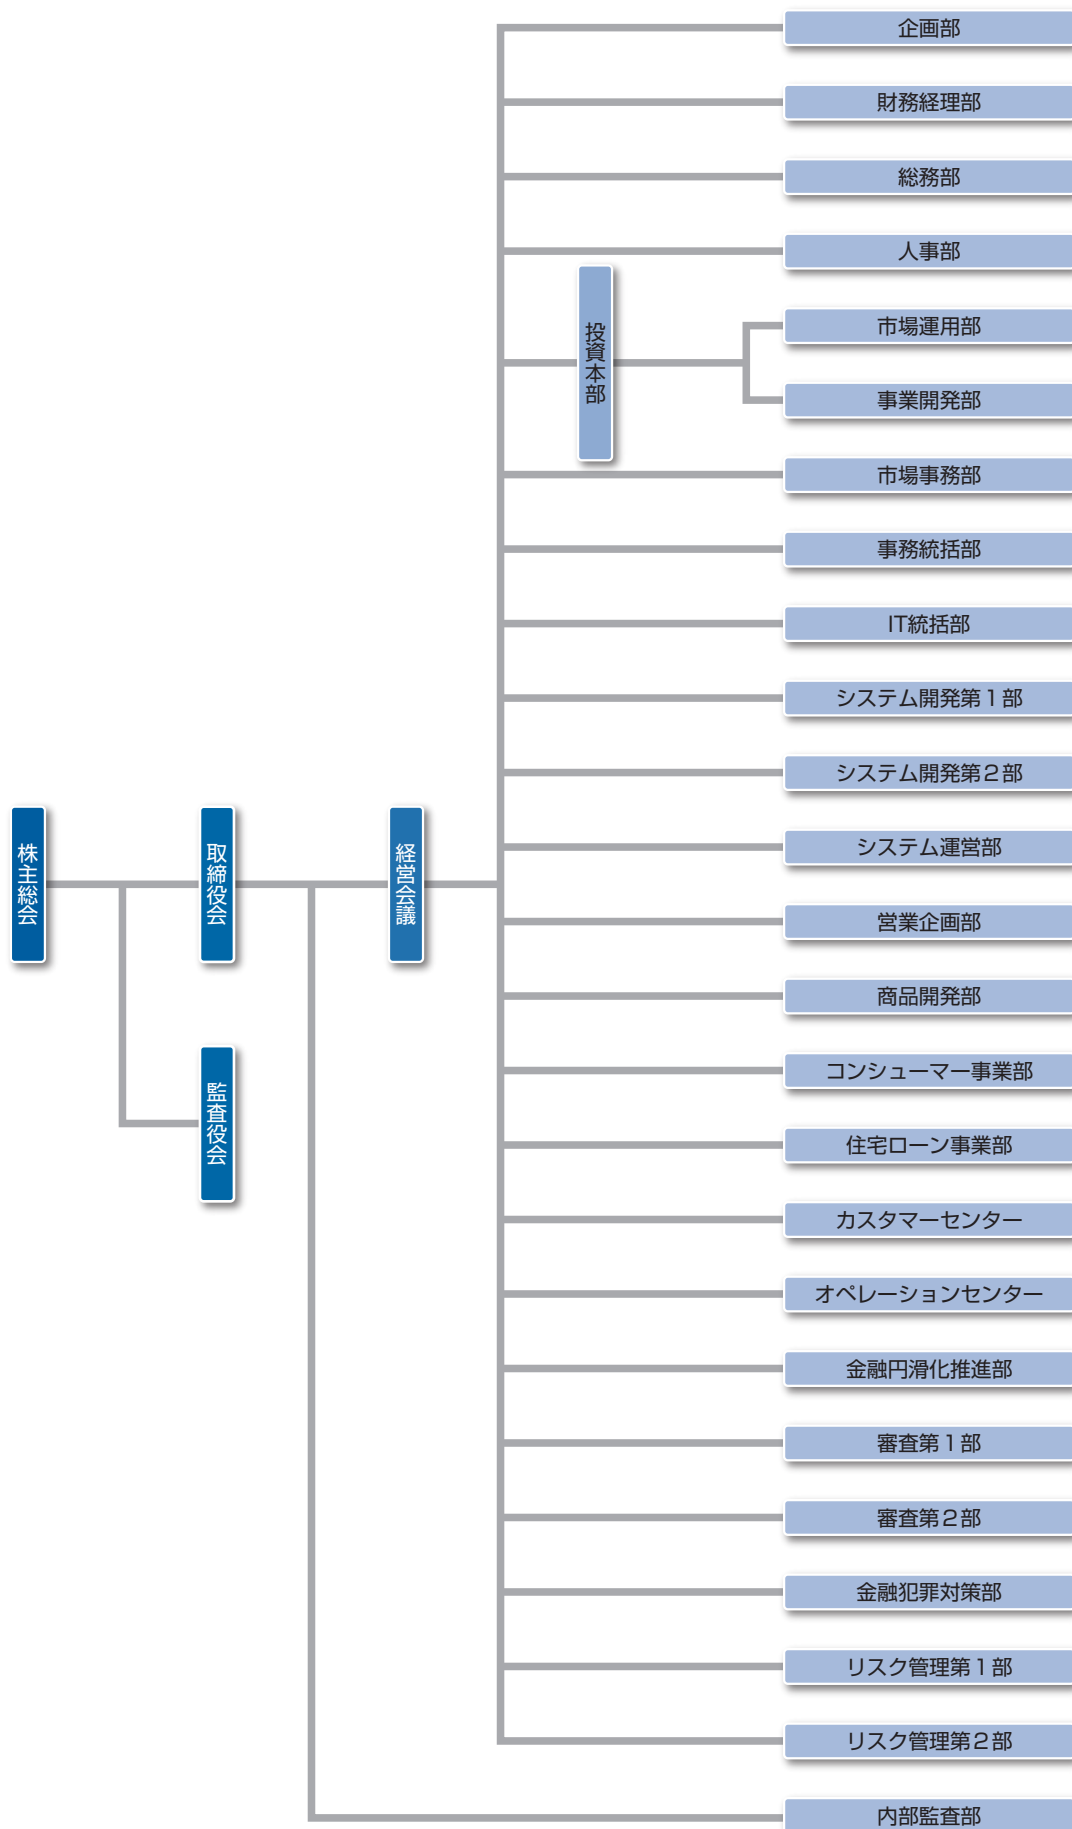 株主総会
取締役会
監査役会
経営会議
投資本部
企画部
財務経理部
総務部
人事部
市場運用部
事業開発部
市場事務部
事務統括部
IT統括部
システム開発第1部
システム開発第2部
システム運営部
営業企画部
商品開発部
コンシューマー事業部
住宅ローン事業部
カスタマーセンター
オペレーションセンター
金融円滑化推進部
審査第1部
審査第2部
金融犯罪対策部
リスク管理第1部
リスク管理第2部
内部監査部